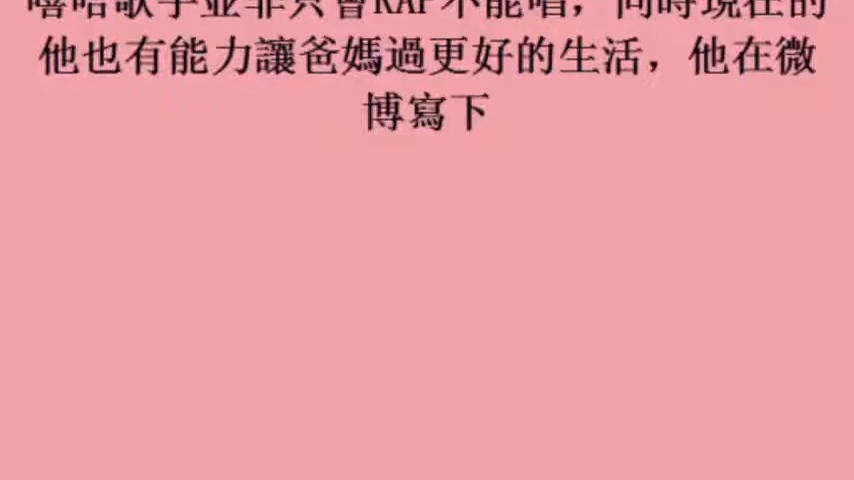 嘻哈歌手並非只會RAP不能唱，同時現在的
他也有能力讓爸媽過更好的生活，他在微
博寫下